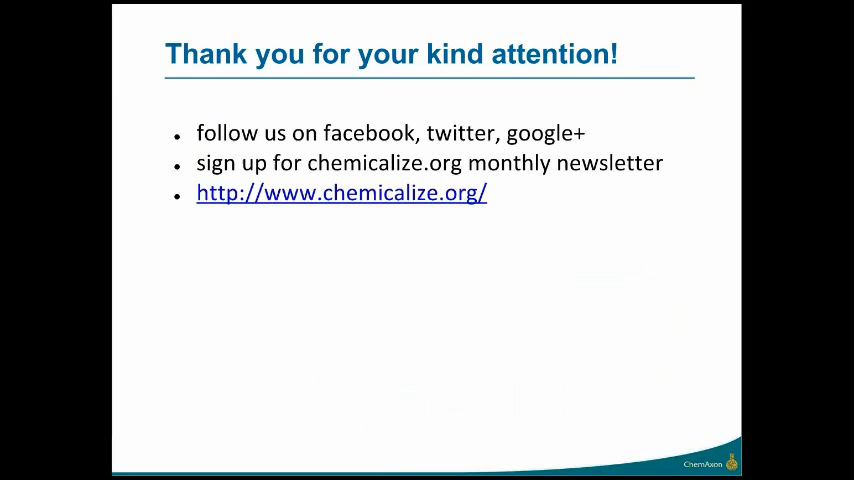 Thank you for your kind attention!
follow us on facebook, twitter, google+
sign up for chemicalize.org monthly newsletter
http://www.chemicalize.org/
ChemAxon